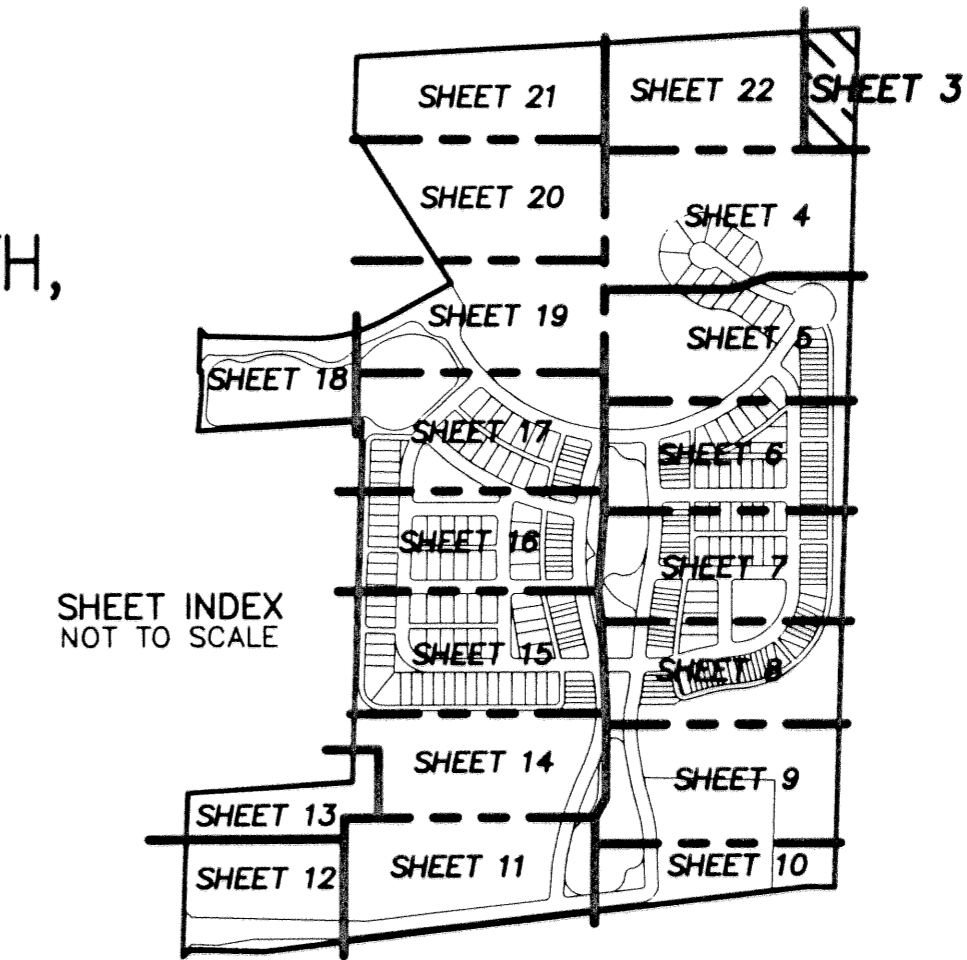 SHEET 21
SHEET 22
SHEET 3
SHEET 20
SHEET 4
TH,
SHEET 19
SHEET 5
SHEET 18
SHEET 17
SHEET 6
SHEET 16
SHEET 7
SHEET INDEX
NOT TO SCALE
SHEET 15
SHEET 8
SHEET 14
SHEET 9
SHEET 13
SHEET 12
SHEET 11
SHEET 10